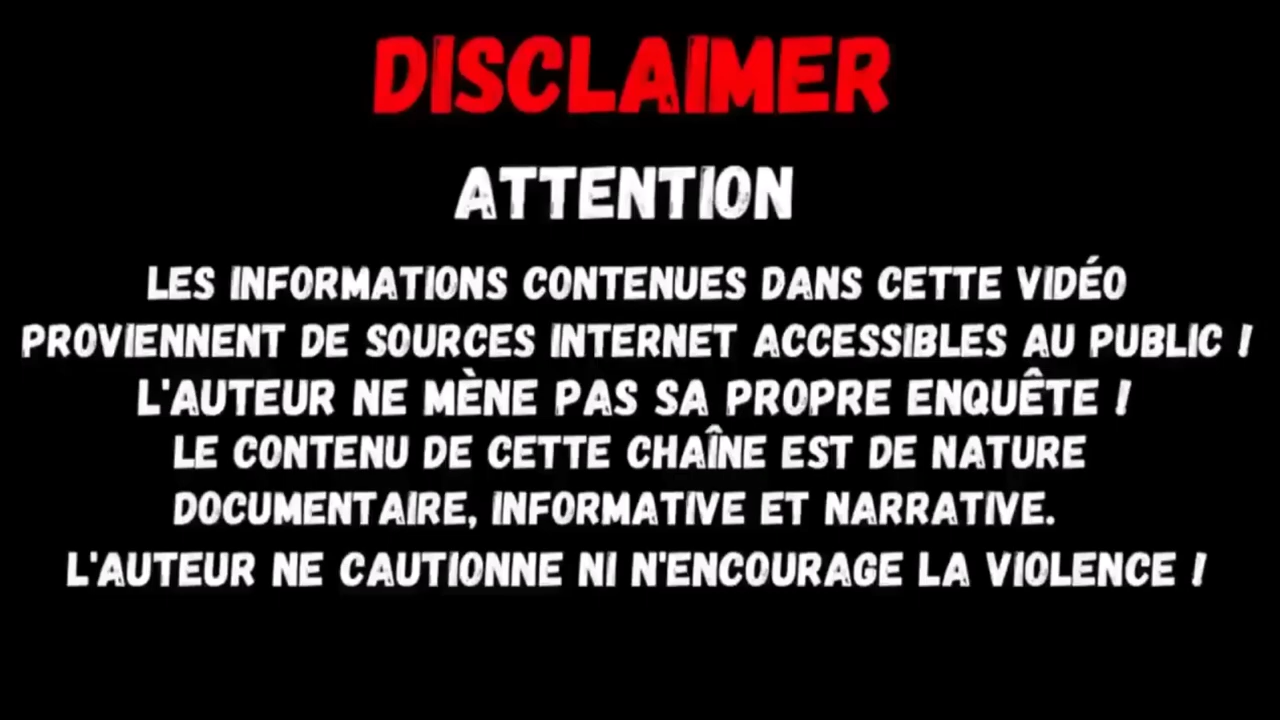 DISCLAIMER
ATTENTION
LES INFORMATIONS CONTENUES DANS CETTE VIDÉO
PROVIENNENT DE SOURCES INTERNET ACCESSIBLES AU PUBLIC !
L'AUTEUR NE MÈNE PAS SA PROPRE ENQUÊTE !
LE CONTENU DE CETTE CHAÎNE EST DE NATURE
DOCUMENTAIRE, INFORMATIVE ET NARRATIVE.
L'AUTEUR NE CAUTIONNE NI N'ENCOURAGE LA VIOLENCE !